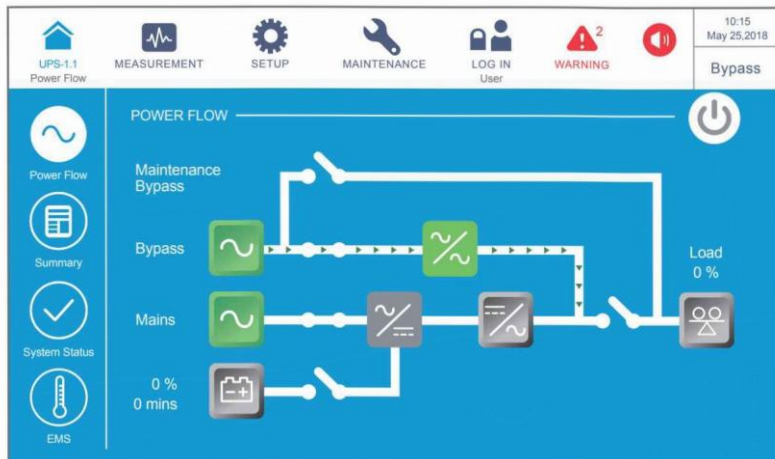 UPS-1.1
Power Flow
MEASUREMENT
SETUP
MAINTENANCE
LOG IN
User
2
WARNING
10:15
May 25,2018
Bypass
POWER FLOW
Power Flow
Summary
System Status
EMS
Maintenance
Bypass
Bypass
Mains
0 %
0 mins
Load
0 %